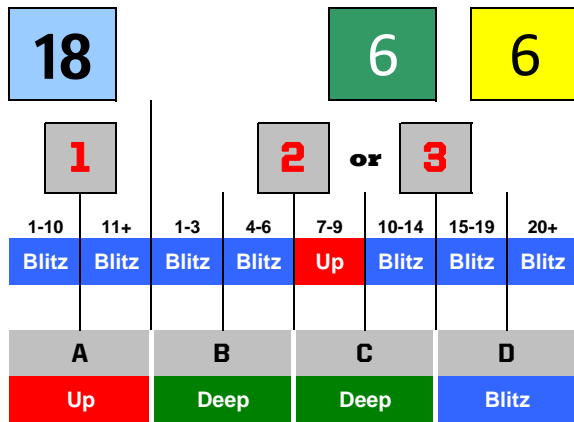 18 6 6
1 2 or 3
1-10 11+ 1-3 4-6 7-9 10-14 15-19 20+
Blitz Blitz Blitz Blitz Up Blitz Blitz Blitz
A B C D
Up Deep Deep Blitz